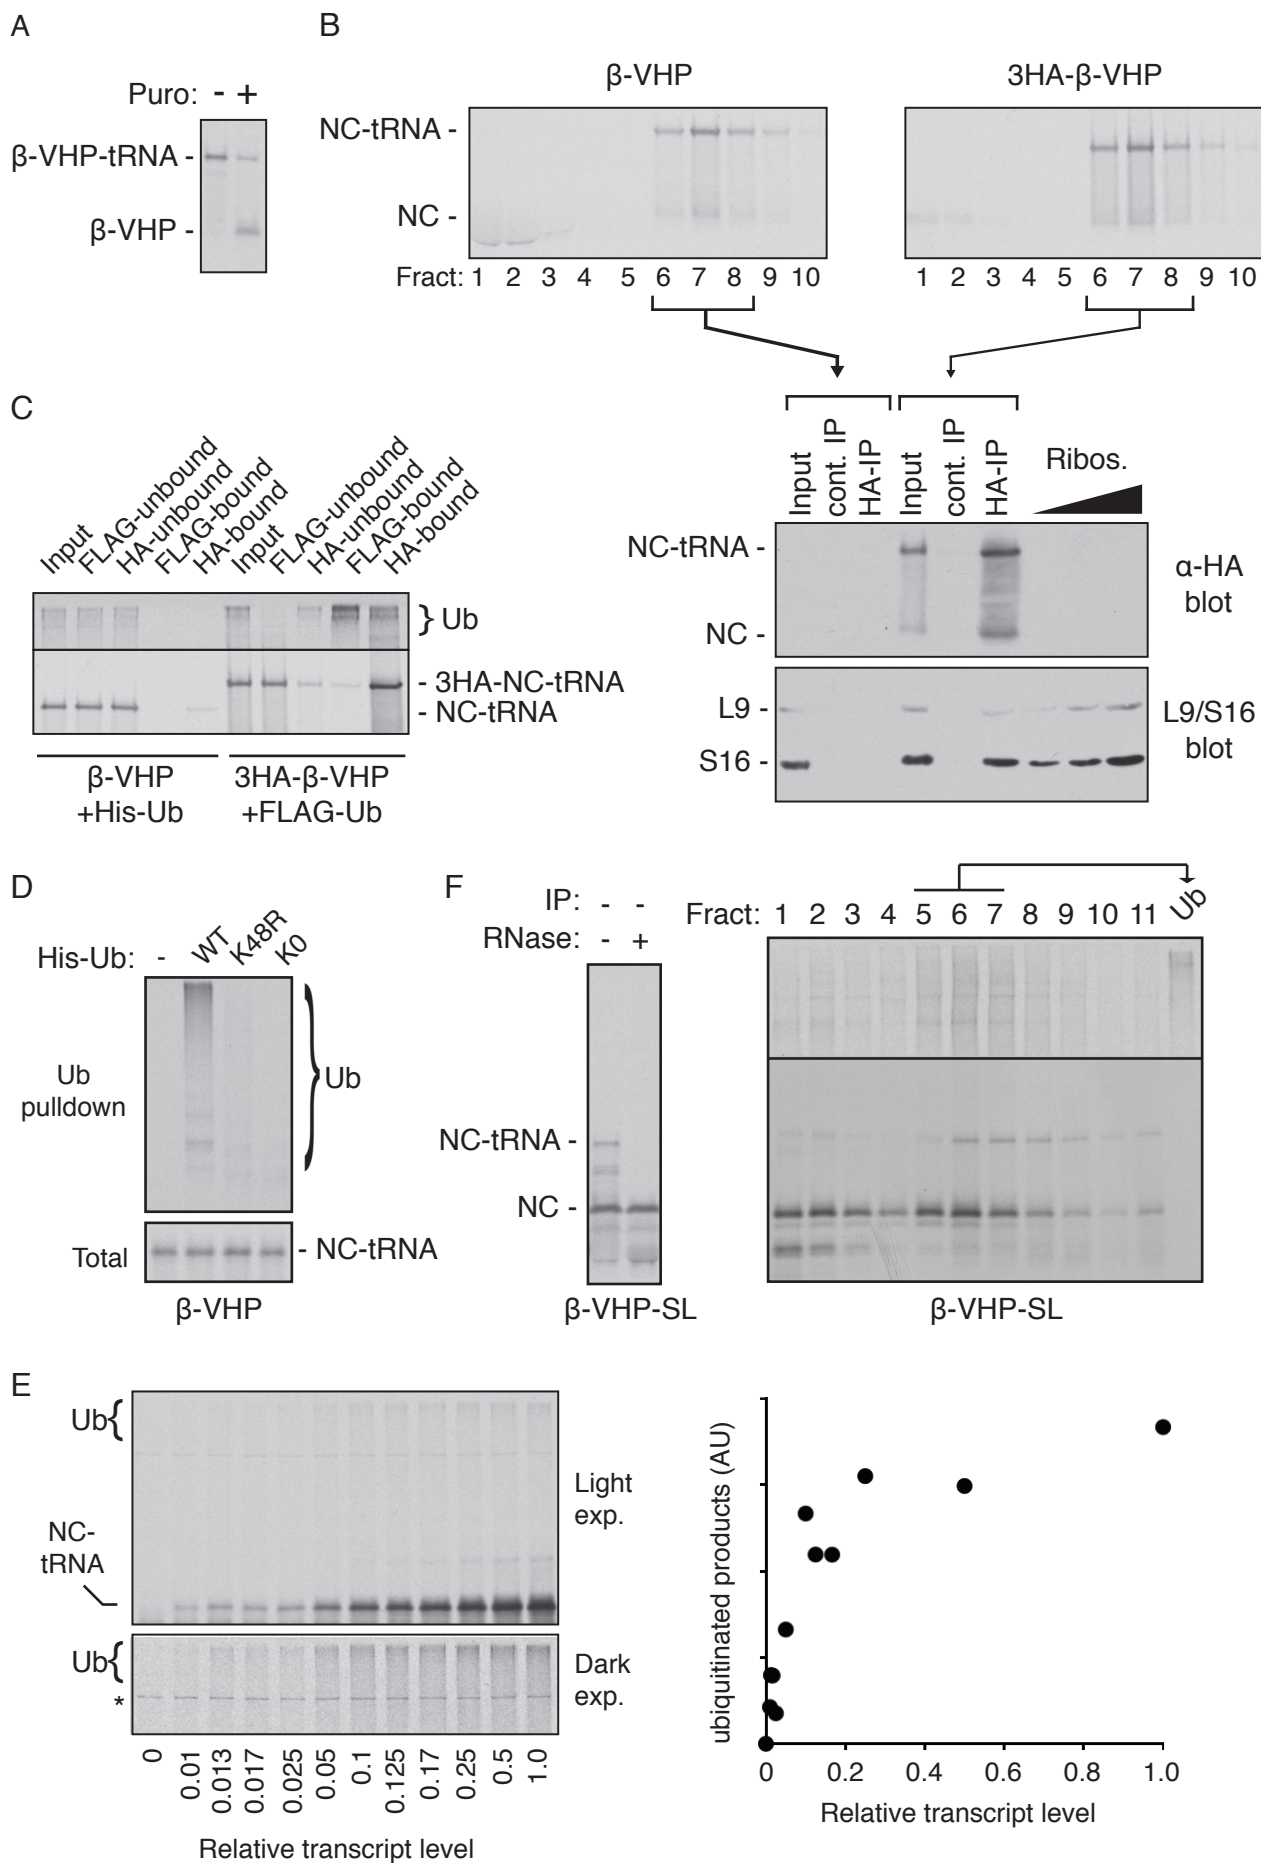 A
Puro: - +
β-VHP-tRNA -
β-VHP -
B
β-VHP
3HA-β-VHP
NC-tRNA -
NC -
Fract: 1 2 3 4 5 6 7 8 9 10
1 2 3 4 5 6 7 8 9 10
Input
cont. IP
HA-IP
Input
cont. IP
HA-IP
Ribos.
NC-tRNA -
NC -
α-HA
blot
L9 -
S16 -
L9/S16
blot
C
Input
FLAG-unbound
HA-unbound
FLAG-bound
HA-bound
Input
FLAG-unbound
HA-unbound
FLAG-bound
HA-bound
} Ub
- 3HA-NC-tRNA
- NC-tRNA
β-VHP
+His-Ub
3HA-β-VHP
+FLAG-Ub
D
His-Ub: - WT K48R K0
Ub
pulldown
Ub
Total
- NC-tRNA
β-VHP
F
IP: - -
RNase: - +
NC-tRNA -
NC -
β-VHP-SL
Fract: 1 2 3 4 5 6 7 8 9 10 11 Ub
β-VHP-SL
E
Ub{
NC-
tRNA
Light
exp.
Ub{
*
Dark
exp.
0 0.01 0.013 0.017 0.025 0.05 0.1 0.125 0.17 0.25 0.5 1.0
Relative transcript level
ubiquitinated products (AU)
0 0.2 0.4 0.6 0.8 1.0
Relative transcript level